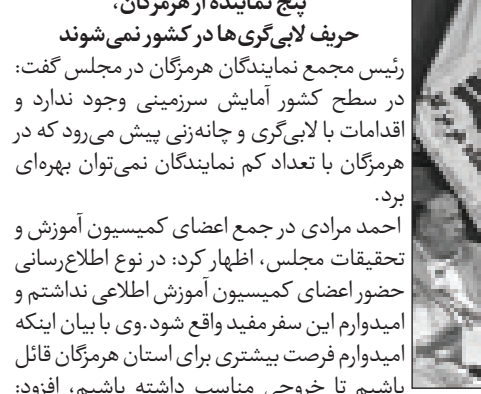 پنج نماینده از هرمزگان،
حریف لابی‌گری‌ها در کشور نمی‌شوند
رئیس مجمع نمایندگان هرمزگان در مجلس گفت:
در سطح کشور آمایش سرزمینی وجود ندارد و
اقدامات با لابی‌گری و چانه‌زنی پیش می‌رود که در
هرمزگان با تعداد کم نمایندگان نمی‌توان بهره‌ای
برد.
احمد مرادی در جمع اعضای کمیسیون آموزش و
تحقیقات مجلس، اظهار کرد: در نوع اطلاع‌رسانی
حضور اعضای کمیسیون آموزش اطلاعی نداشتم و
امیدوارم این سفر مفید واقع شود.وی با بیان اینکه
امیدوارم فرصت بیشتری برای استان هرمزگان قائل
باشیم تا خروجی مناسب داشته باشیم، افزود: